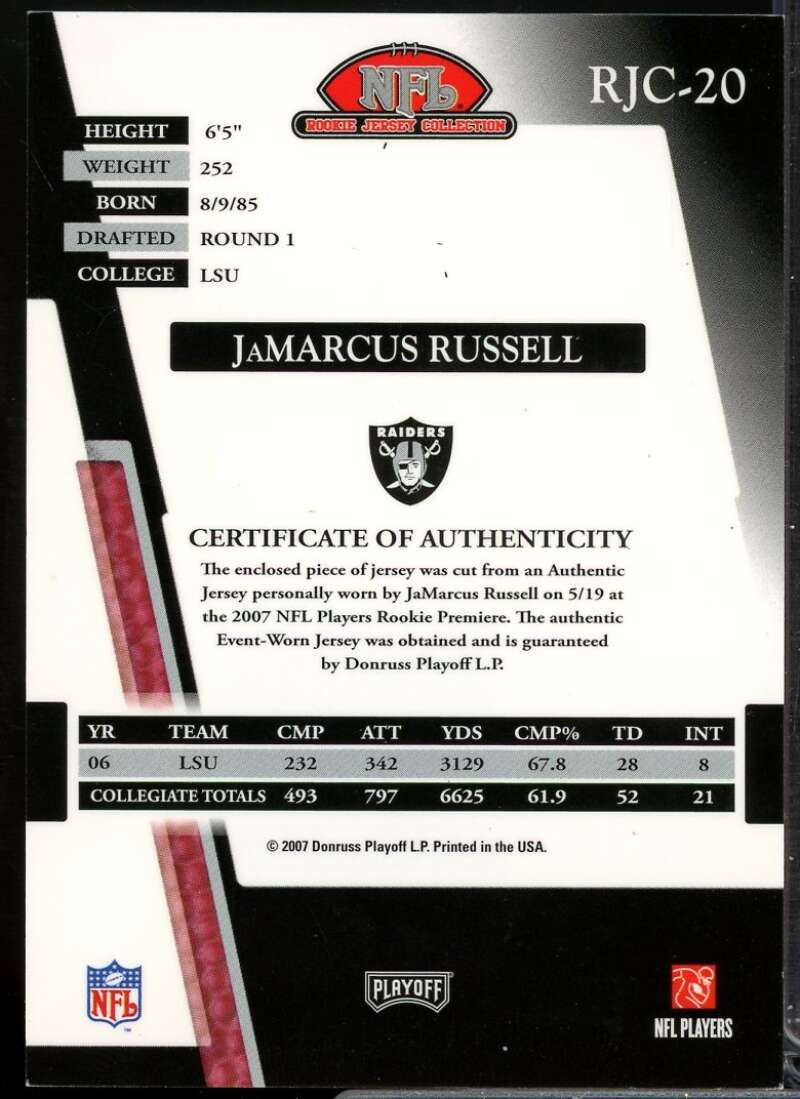 NFL
ROOKIE JERSEY COLLECTION
RJC-20
HEIGHT 6'5"
WEIGHT 252
BORN 8/9/85
DRAFTED ROUND 1
COLLEGE LSU
JaMARCUS RUSSELL
RAIDERS
CERTIFICATE OF AUTHENTICITY
The enclosed piece of jersey was cut from an Authentic
Jersey personally worn by JaMarcus Russell on 5/19 at
the 2007 NFL Players Rookie Premiere. The authentic
Event-Worn Jersey was obtained and is guaranteed
by Donruss Playoff L.P.
YR TEAM CMP ATT YDS CMP% TD INT
06 LSU 232 342 3129 67.8 28 8
COLLEGIATE TOTALS 493 797 6625 61.9 52 21
© 2007 Donruss Playoff L.P. Printed in the USA.
NFL
PLAYOFF
NFL PLAYERS